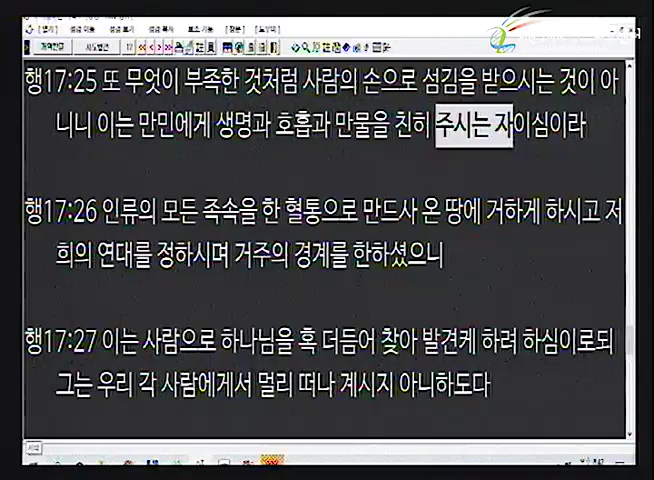 행17:25 또 무엇이 부족한 것처럼 사람의 손으로 섬김을 받으시는 것이 아
니니 이는 만민에게 생명과 호흡과 만물을 친히 주시는 자이심이라
행17:26 인류의 모든 족속을 한 혈통으로 만드사 온 땅에 거하게 하시고 저
희의 연대를 정하시며 거주의 경계를 한하셨으니
행17:27 이는 사람으로 하나님을 혹 더듬어 찾아 발견케 하려 하심이로되
그는 우리 각 사람에게서 멀리 떠나 계시지 아니하도다